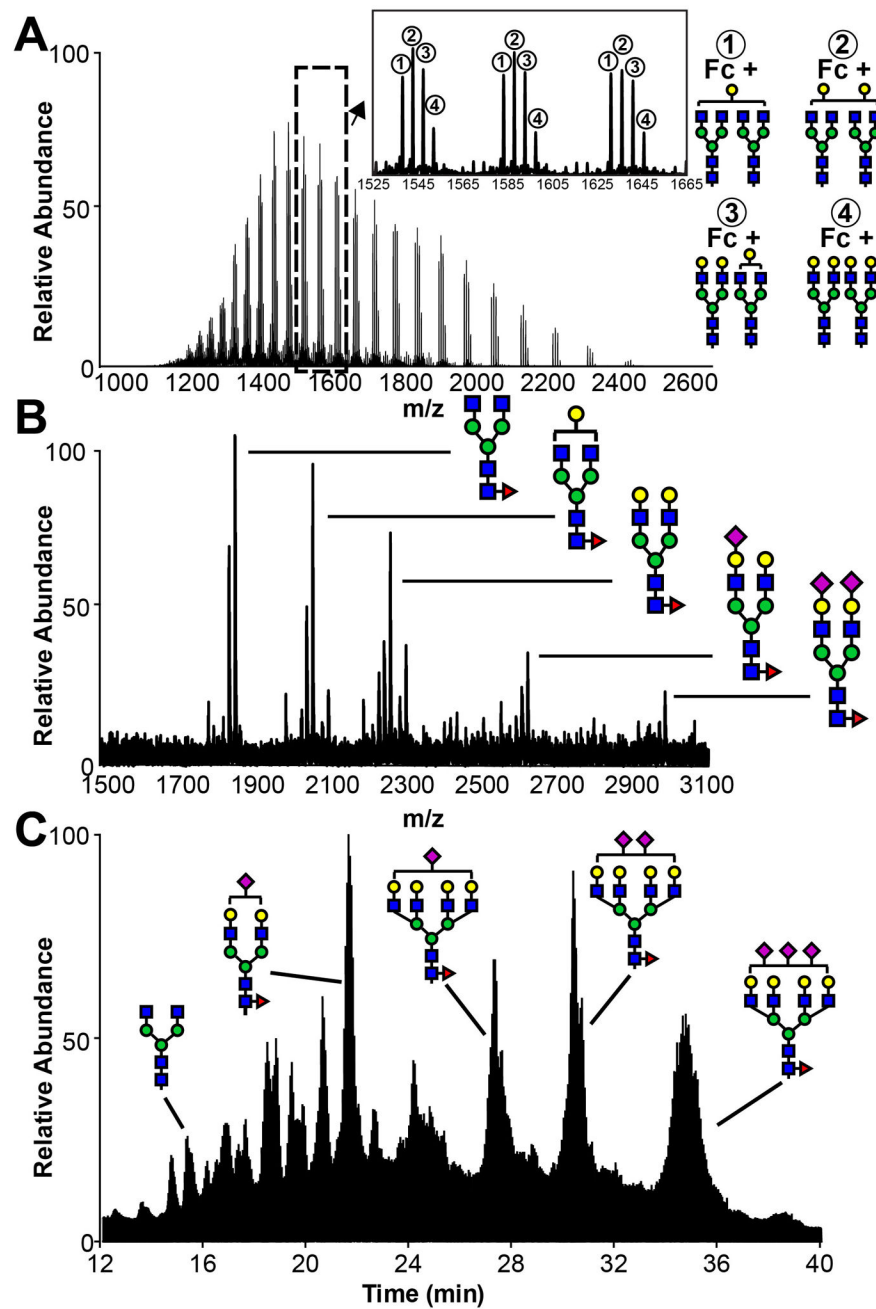 A
Relative Abundance
100
50
0
1000 1200 1400 1600 1800 2000 2200 2400 2600
m/z
① ② ③ ④
① ② ③ ④
① ② ③ ④
1525 1545 1565 1585 1605 1625 1645 1665
① ②
Fc + Fc +
③ ④
Fc + Fc +
B
Relative Abundance
100
50
0
1500 1700 1900 2100 2300 2500 2700 2900 3100
m/z
C
Relative Abundance
100
50
0
12 16 20 24 28 32 36 40
Time (min)